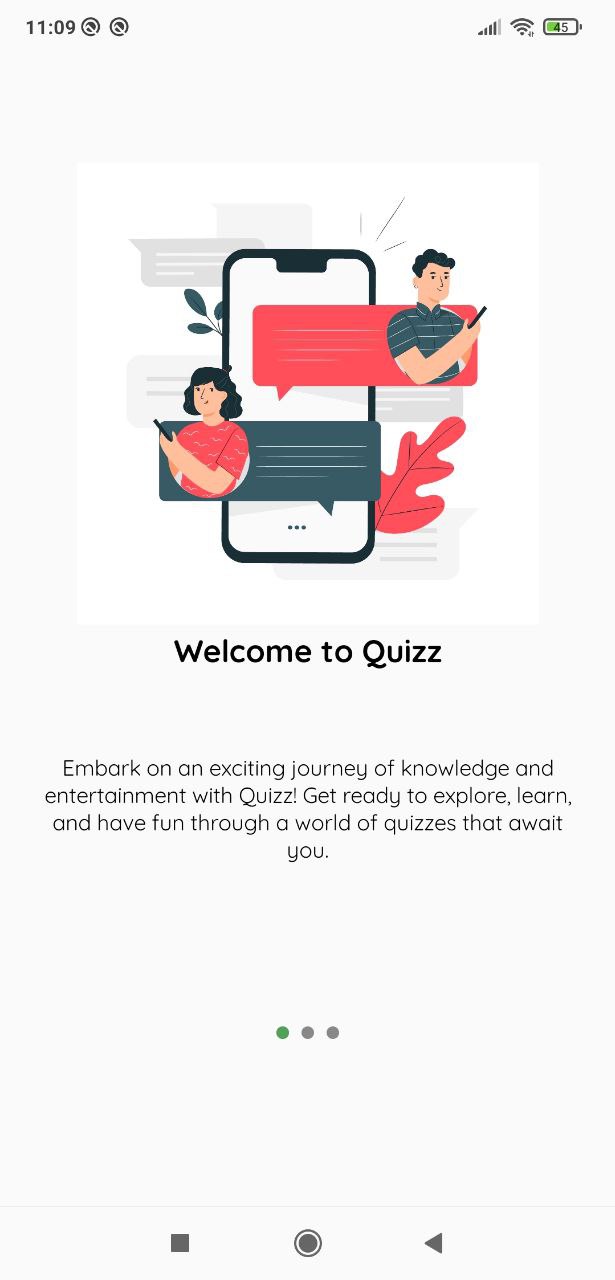 11:09
45
Welcome to Quizz
Embark on an exciting journey of knowledge and
entertainment with Quizz! Get ready to explore, learn,
and have fun through a world of quizzes that await
you.